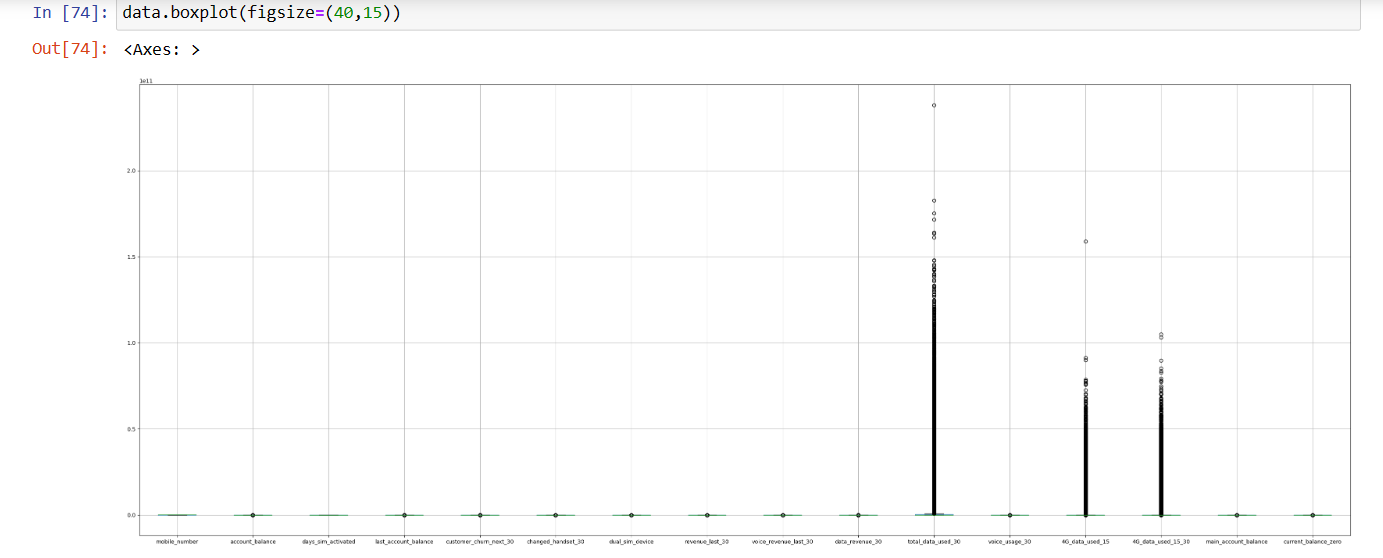 In [74]: data.boxplot(figsize=(40,15))
Out[74]: <Axes: >
1e11
2.0
1.5
1.0
0.5
0.0
mobile_number account_balance days_sim_activated last_account_balance customer_churn_next_30 changed_handset_30 dual_sim_device revenue_last_30 voice_revenue_last_30 data_revenue_30 total_data_used_30 voice_usage_30 4G_data_used_15 4G_data_used_15_30 main_account_balance current_balance_zero